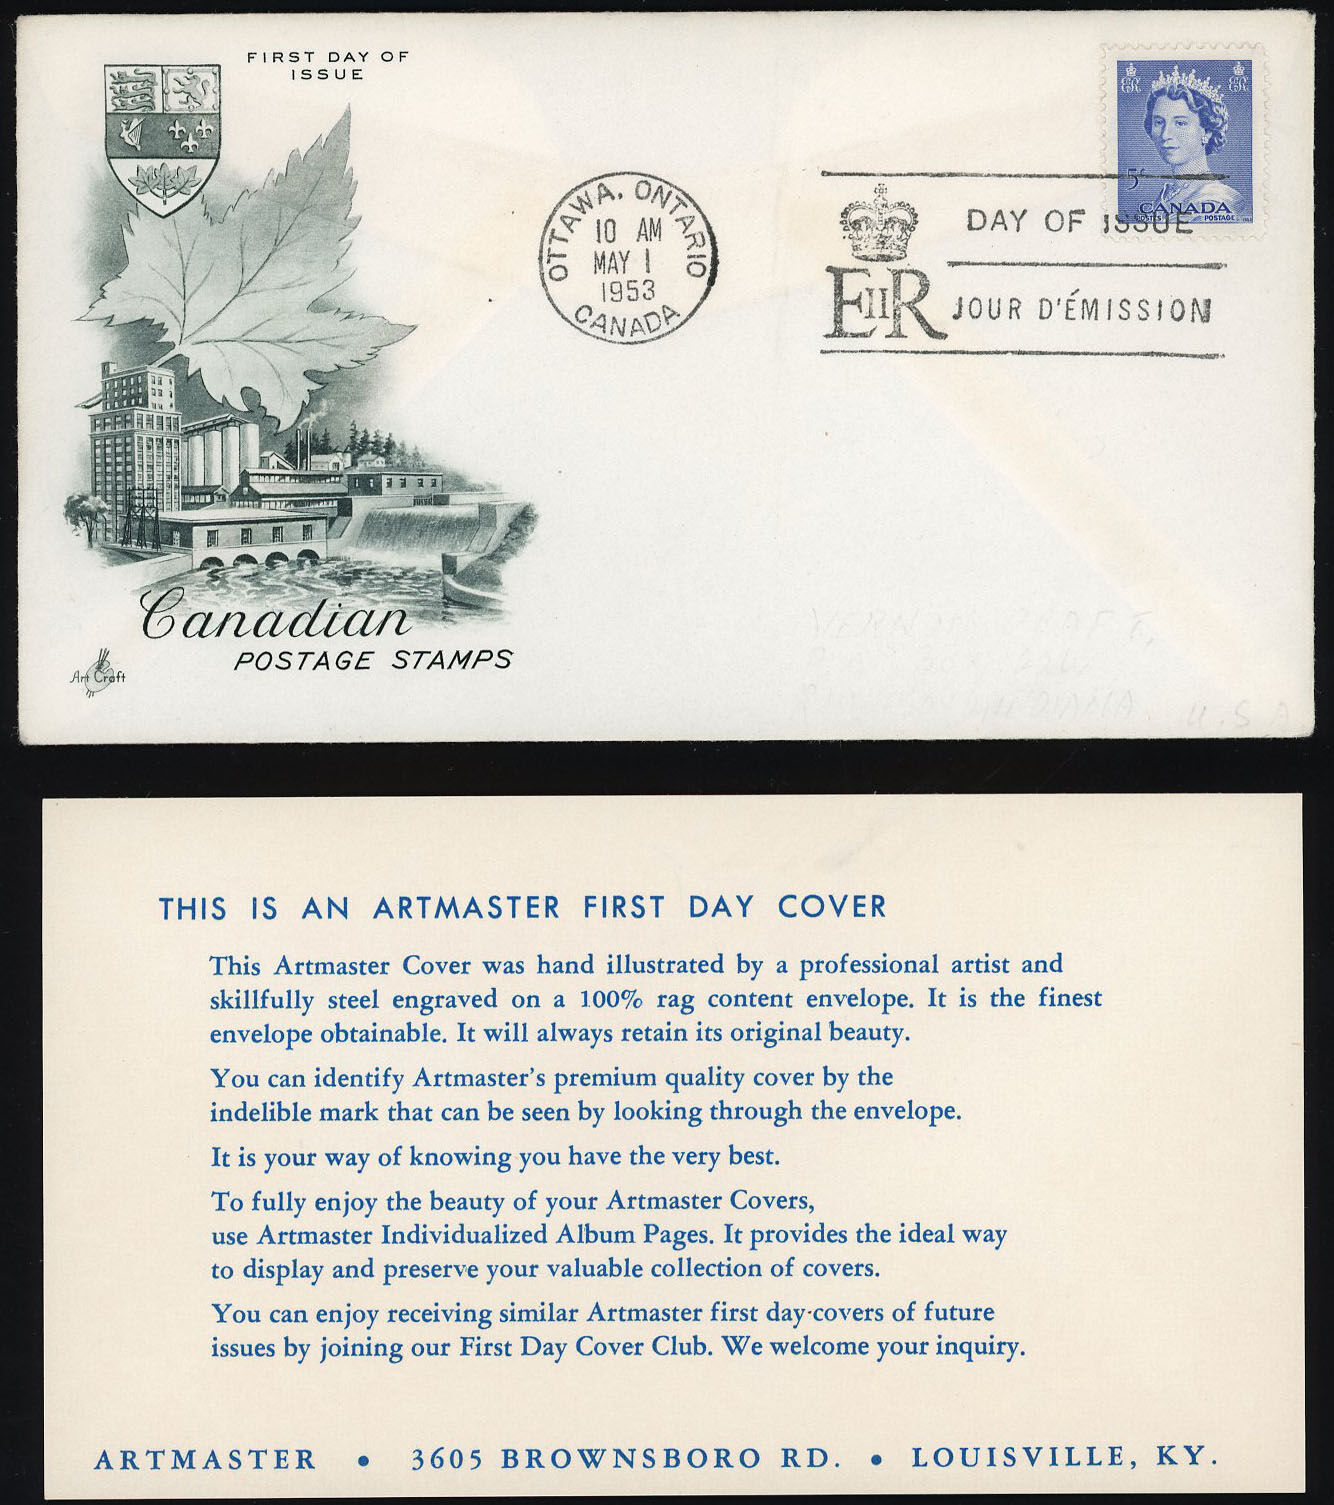 FIRST DAY OF
ISSUE
EIIR EIIR
5¢
CANADA
POSTES POSTAGE
OTTAWA, ONTARIO
10 AM
MAY 1
1953
CANADA
DAY OF ISSUE
EIIR
JOUR D'ÉMISSION
Canadian
POSTAGE STAMPS
Art Craft
INDIANA. U.S.A
THIS IS AN ARTMASTER FIRST DAY COVER
This Artmaster Cover was hand illustrated by a professional artist and
skillfully steel engraved on a 100% rag content envelope. It is the finest
envelope obtainable. It will always retain its original beauty.
You can identify Artmaster's premium quality cover by the
indelible mark that can be seen by looking through the envelope.
It is your way of knowing you have the very best.
To fully enjoy the beauty of your Artmaster Covers,
use Artmaster Individualized Album Pages. It provides the ideal way
to display and preserve your valuable collection of covers.
You can enjoy receiving similar Artmaster first day-covers of future
issues by joining our First Day Cover Club. We welcome your inquiry.
ARTMASTER • 3605 BROWNSBORO RD. • LOUISVILLE, KY.